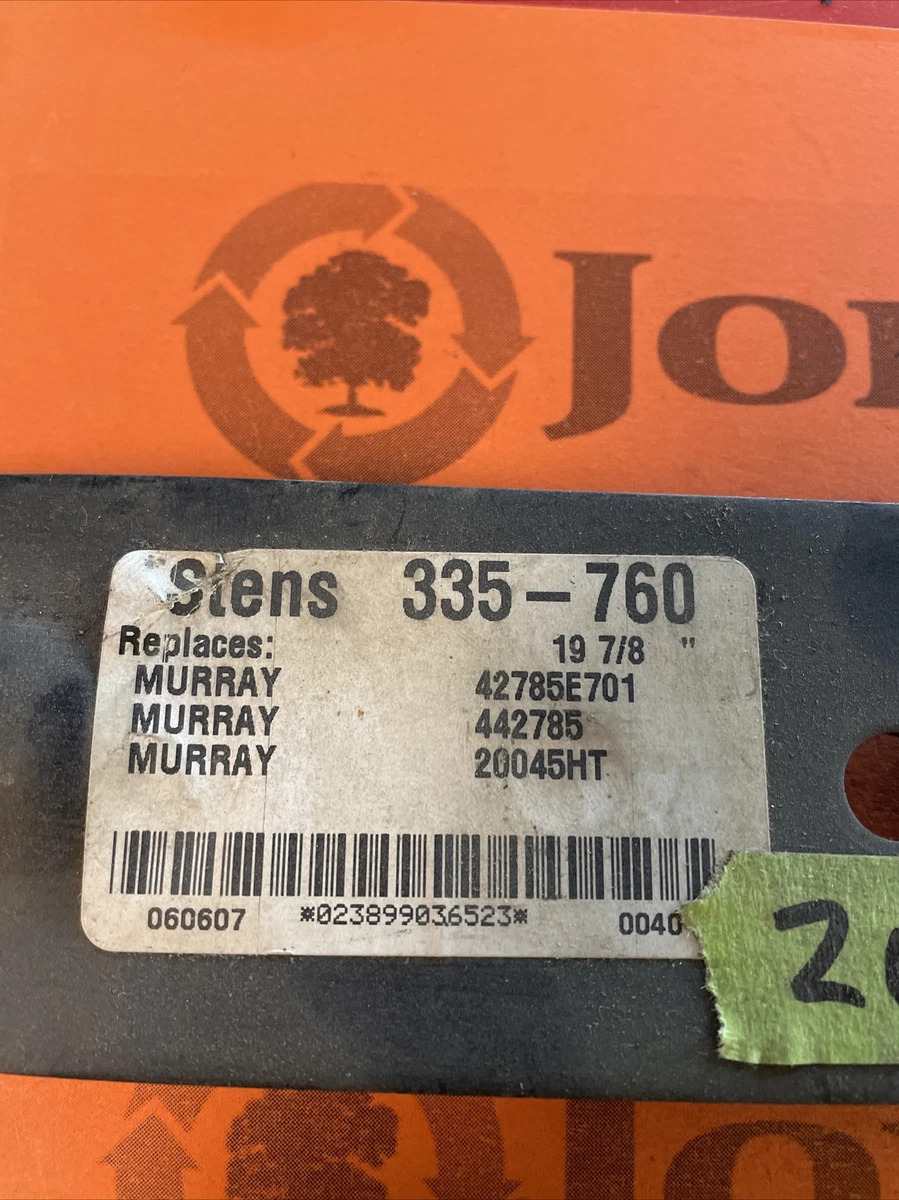 Stens 335-760
Replaces: 19 7/8 "
MURRAY 42785E701
MURRAY 442785
MURRAY 20045HT
060607 *023899036523* 0040